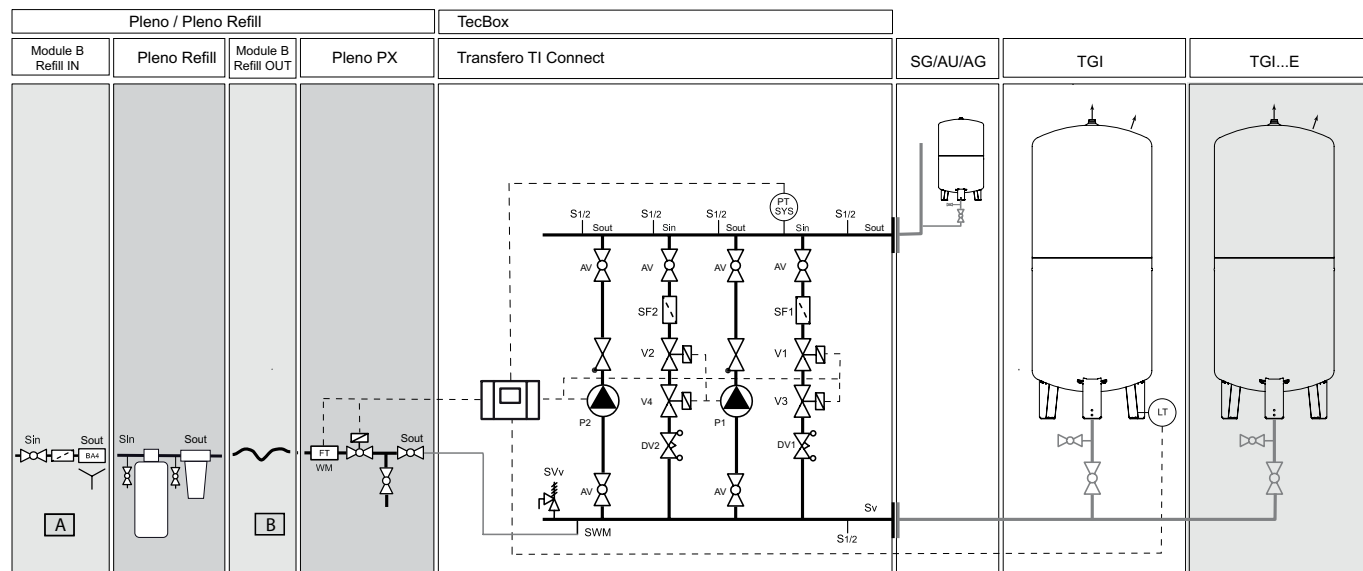 Pleno / Pleno Refill
TecBox
Module B
Refill IN
Pleno Refill
Module B
Refill OUT
Pleno PX
Transfero TI Connect
SG/AU/AG
TGI
TGI...E
PT
SYS
S1/2
S1/2
S1/2
S1/2
Sout
Sin
Sout
Sin
Sout
AV
AV
AV
AV
SF2
SF1
V2
V1
V4
V3
P2
P1
LT
DV2
DV1
Sin
Sout
BA4
SIn
Sout
FT
WM
Sout
SVv
AV
AV
Sv
A
B
SWM
S1/2